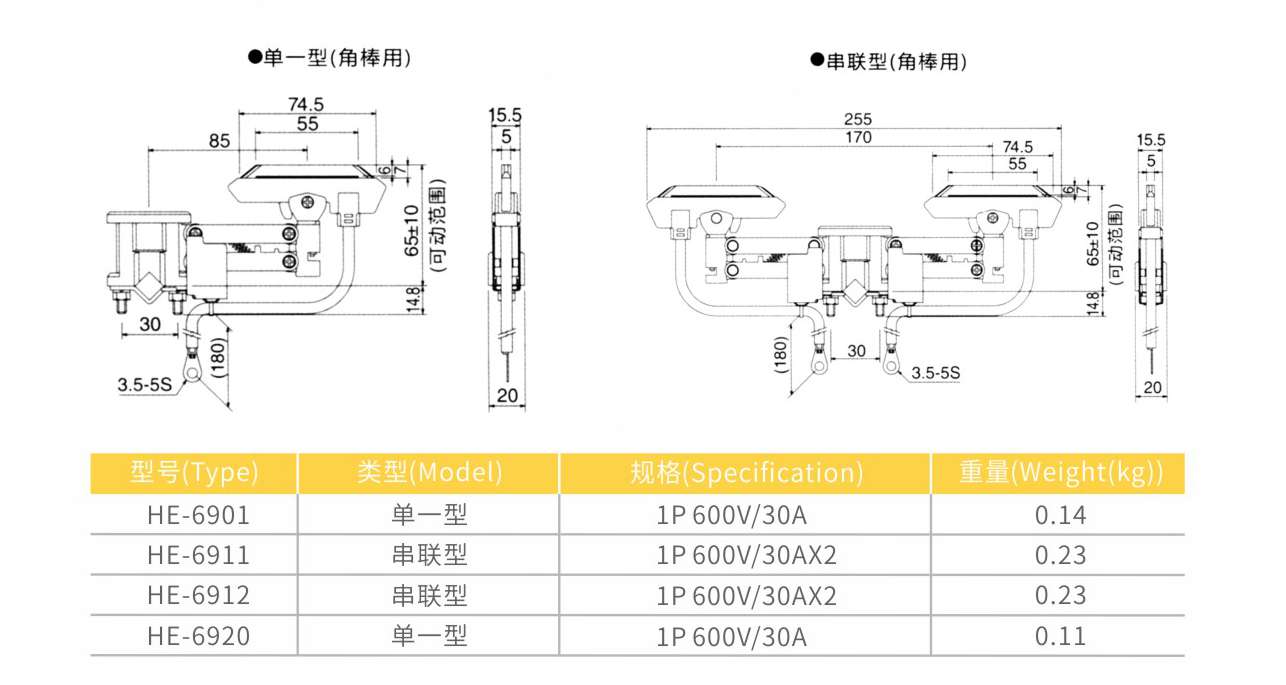 ●单一型(角棒用)
74.5
55
85
6
7
65±10
(可动范围)
14.8
30
(180)
3.5-5S
15.5
5
20
●串联型(角棒用)
255
170
74.5
55
6
7
65±10
(可动范围)
14.8
(180)
30
3.5-5S
15.5
5
20
型号(Type) 类型(Model) 规格(Specification) 重量(Weight(kg))
HE-6901 单一型 1P 600V/30A 0.14
HE-6911 串联型 1P 600V/30AX2 0.23
HE-6912 串联型 1P 600V/30AX2 0.23
HE-6920 单一型 1P 600V/30A 0.11